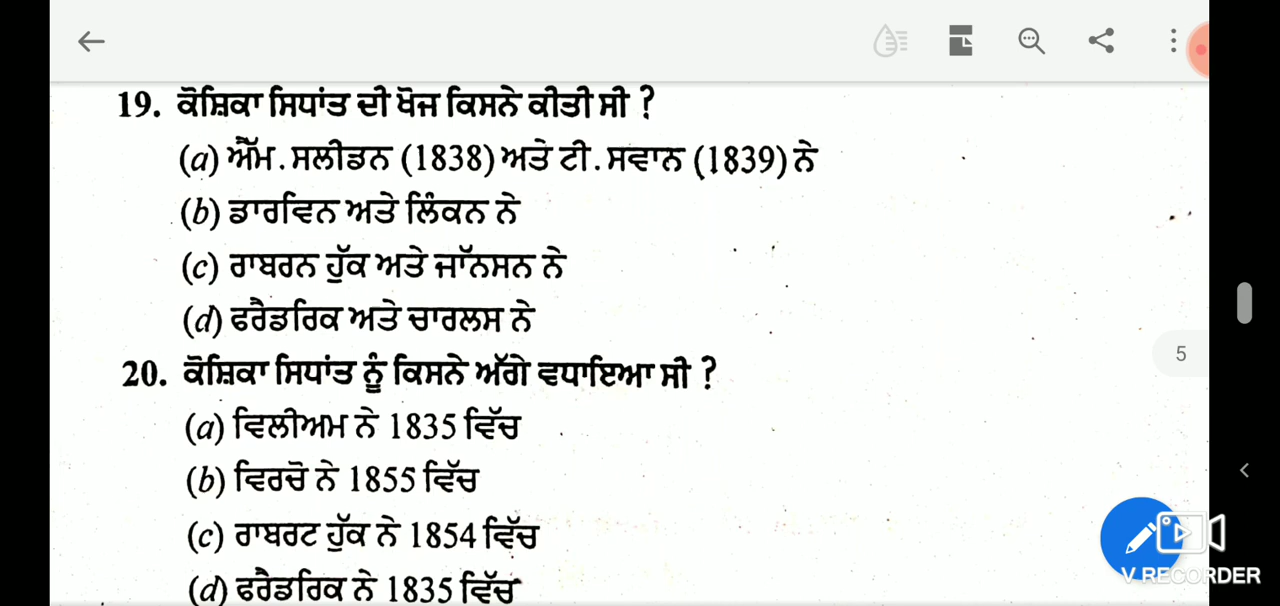 19. ਕੋਸ਼ਿਕਾ ਸਿਧਾਂਤ ਦੀ ਖੋਜ ਕਿਸਨੇ ਕੀਤੀ ਸੀ ?
(a) ਐੱਮ. ਸਲੀਡਨ (1838) ਅਤੇ ਟੀ. ਸਵਾਨ (1839) ਨੇ
(b) ਡਾਰਵਿਨ ਅਤੇ ਲਿੰਕਨ ਨੇ
(c) ਰਾਬਰਨ ਹੁੱਕ ਅਤੇ ਜਾੱਨਸਨ ਨੇ
(d) ਫਰੈਡਰਿਕ ਅਤੇ ਚਾਰਲਸ ਨੇ
5
20. ਕੋਸ਼ਿਕਾ ਸਿਧਾਂਤ ਨੂੰ ਕਿਸਨੇ ਅੱਗੇ ਵਧਾਇਆ ਸੀ ?
(a) ਵਿਲੀਅਮ ਨੇ 1835 ਵਿੱਚ
(b) ਵਿਰਚੋ ਨੇ 1855 ਵਿੱਚ
(c) ਰਾਬਰਟ ਹੁੱਕ ਨੇ 1854 ਵਿੱਚ
(d) ਫਰੈਡਰਿਕ ਨੇ 1835 ਵਿੱਚ
V RECORDER